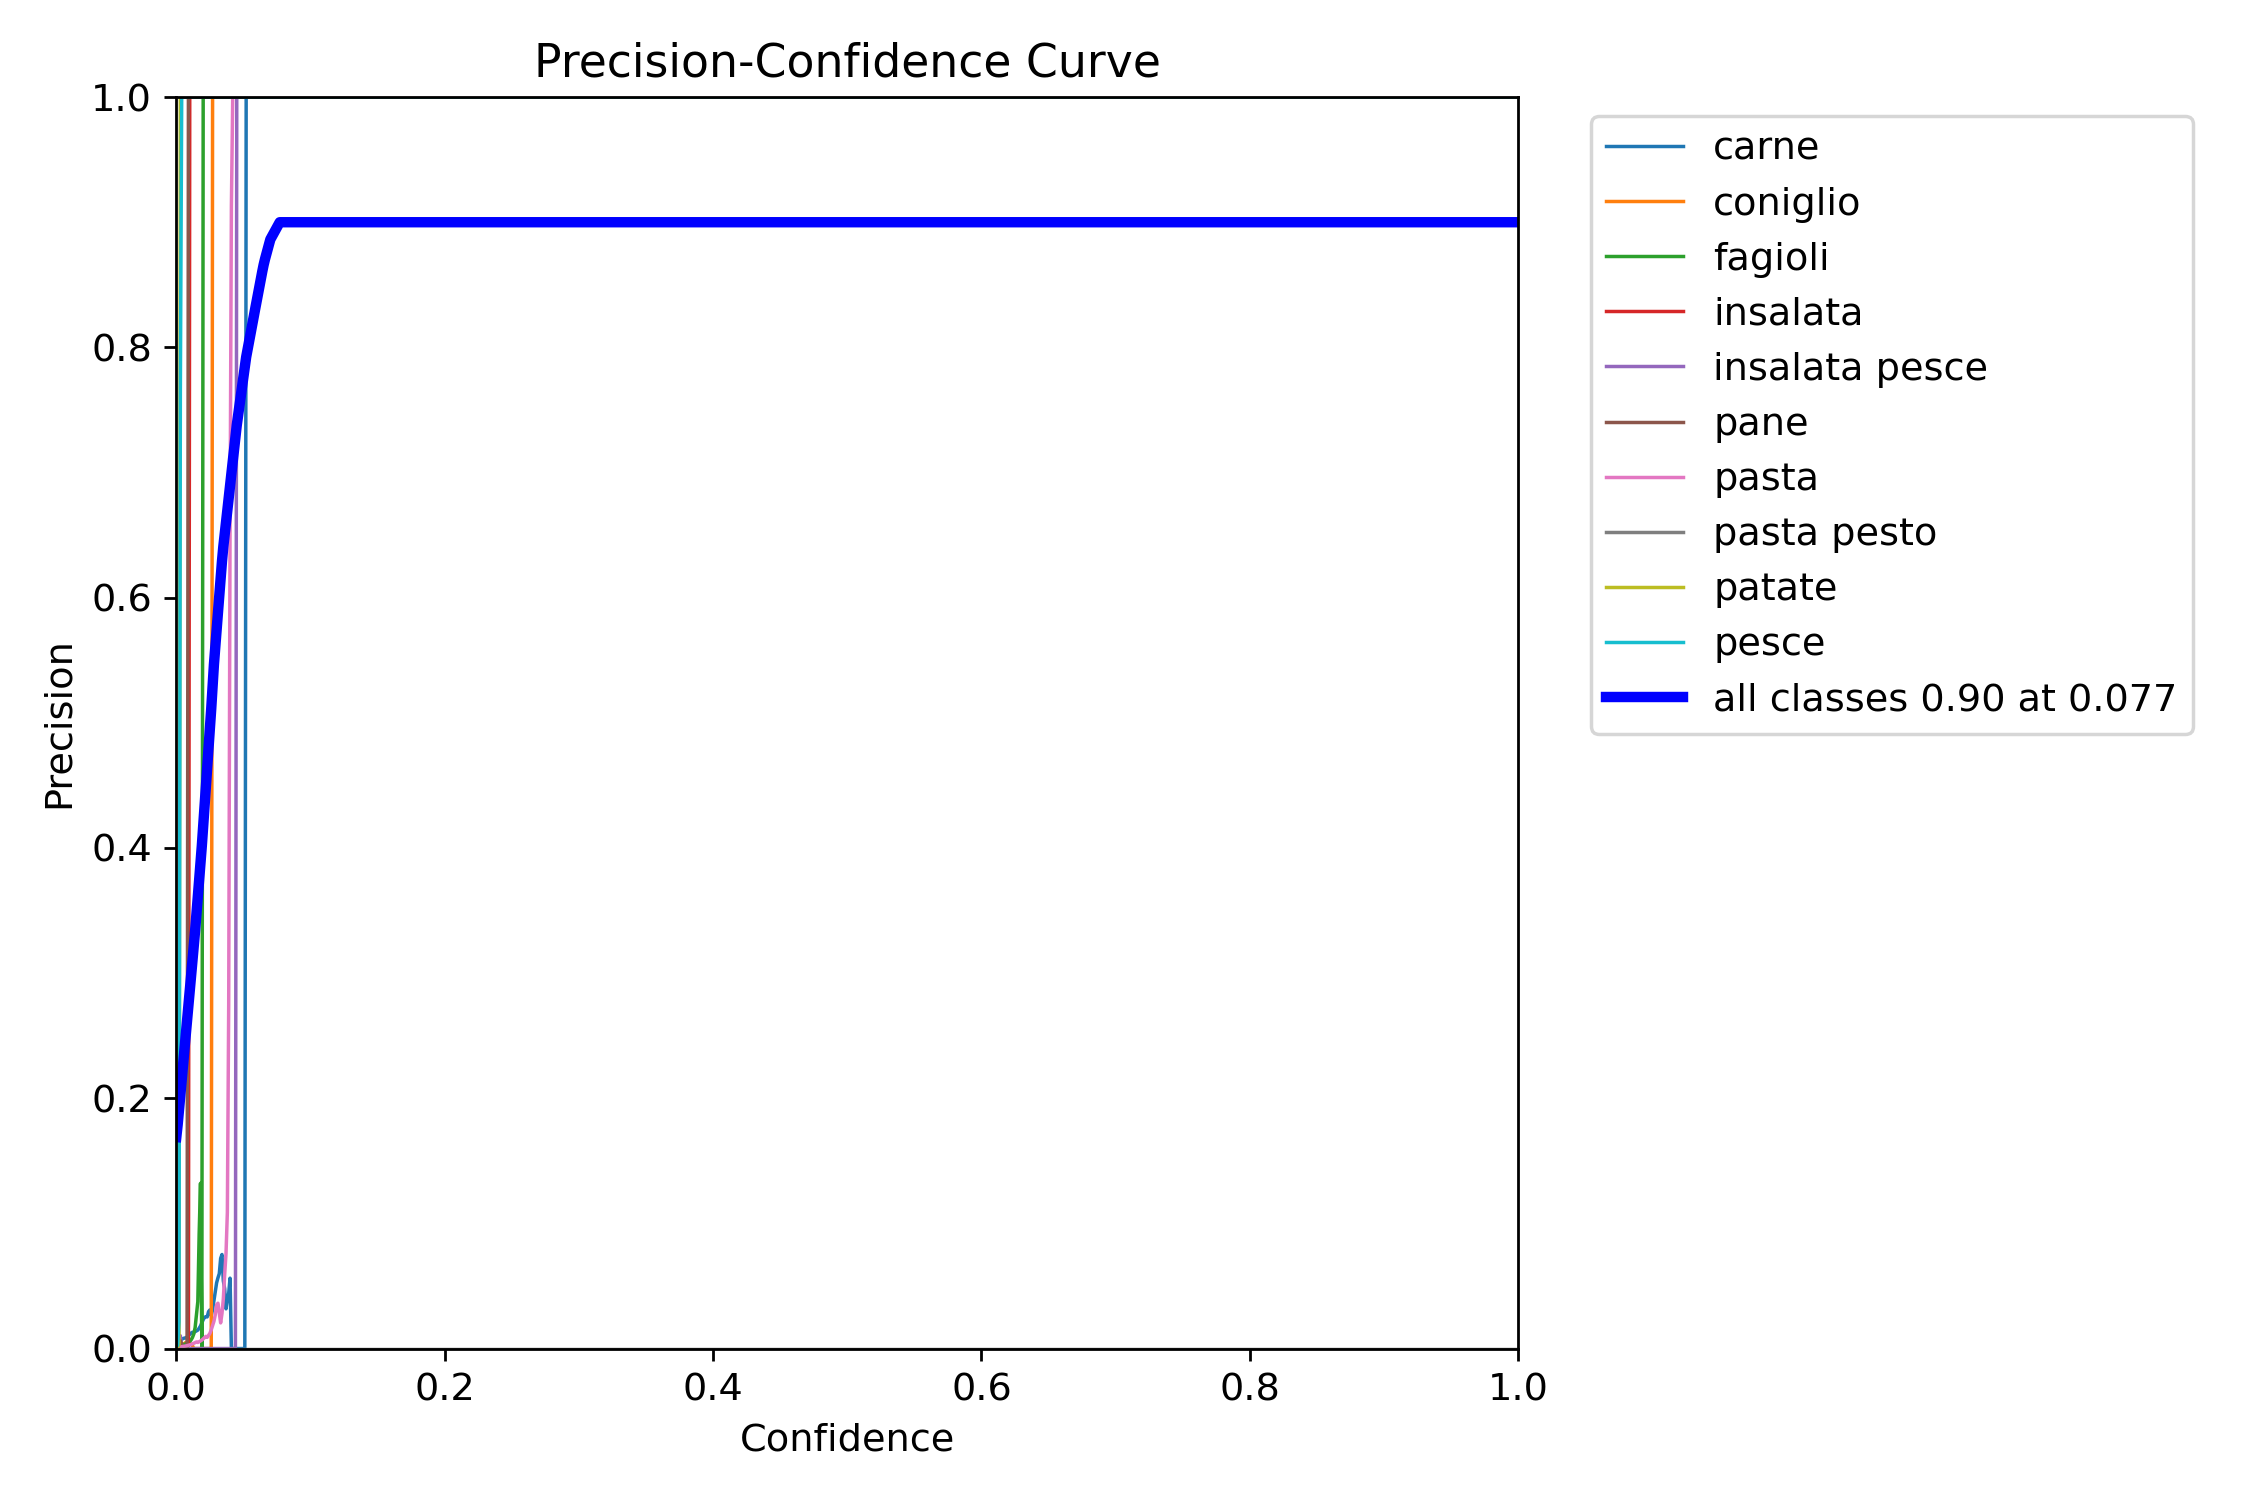 Precision-Confidence Curve
1.0
0.8
0.6
0.4
0.2
0.0
Precision
0.0 0.2 0.4 0.6 0.8 1.0
Confidence
carne
coniglio
fagioli
insalata
insalata pesce
pane
pasta
pasta pesto
patate
pesce
all classes 0.90 at 0.077